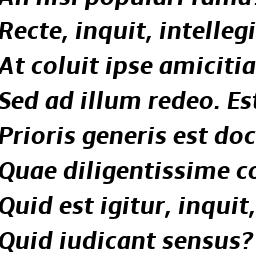 An nisi populari fama?
Recte, inquit, intellegi
At coluit ipse amicitia
Sed ad illum redeo. Est
Prioris generis est doc
Quae diligentissime co
Quid est igitur, inquit,
Quid iudicant sensus?